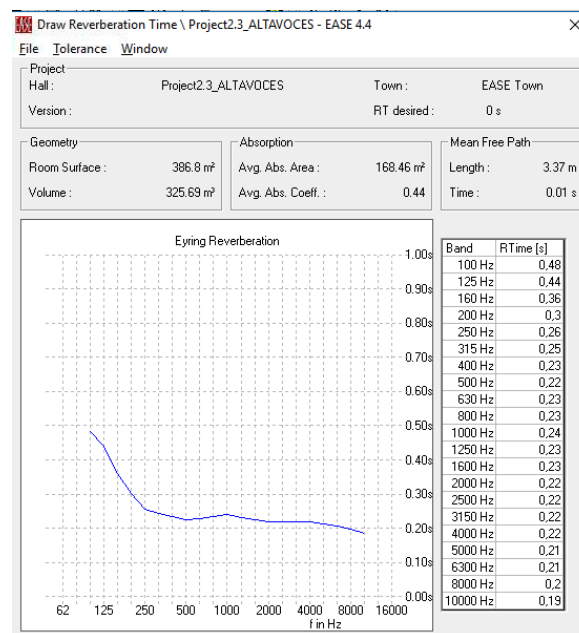 Draw Reverberation Time \ Project2.3_ALTAVOCES - EASE 4.4
File Tolerance Window
Project
Hall : Project2.3_ALTAVOCES Town : EASE Town
Version : RT desired : 0 s
Geometry Absorption Mean Free Path
Room Surface : 386.8 m² Avg. Abs. Area : 168.46 m² Length : 3.37 m
Volume : 325.69 m³ Avg. Abs. Coeff. : 0.44 Time : 0.01 s
Eyring Reverberation
1.00s
0.90s
0.80s
0.70s
0.60s
0.50s
0.40s
0.30s
0.20s
0.10s
0.00s
62 125 250 500 1000 2000 4000 8000 16000
f in Hz
Band RTime [s]
100 Hz 0,48
125 Hz 0,44
160 Hz 0,36
200 Hz 0,3
250 Hz 0,26
315 Hz 0,25
400 Hz 0,23
500 Hz 0,22
630 Hz 0,23
800 Hz 0,23
1000 Hz 0,24
1250 Hz 0,23
1600 Hz 0,23
2000 Hz 0,22
2500 Hz 0,22
3150 Hz 0,22
4000 Hz 0,22
5000 Hz 0,21
6300 Hz 0,21
8000 Hz 0,2
10000 Hz 0,19